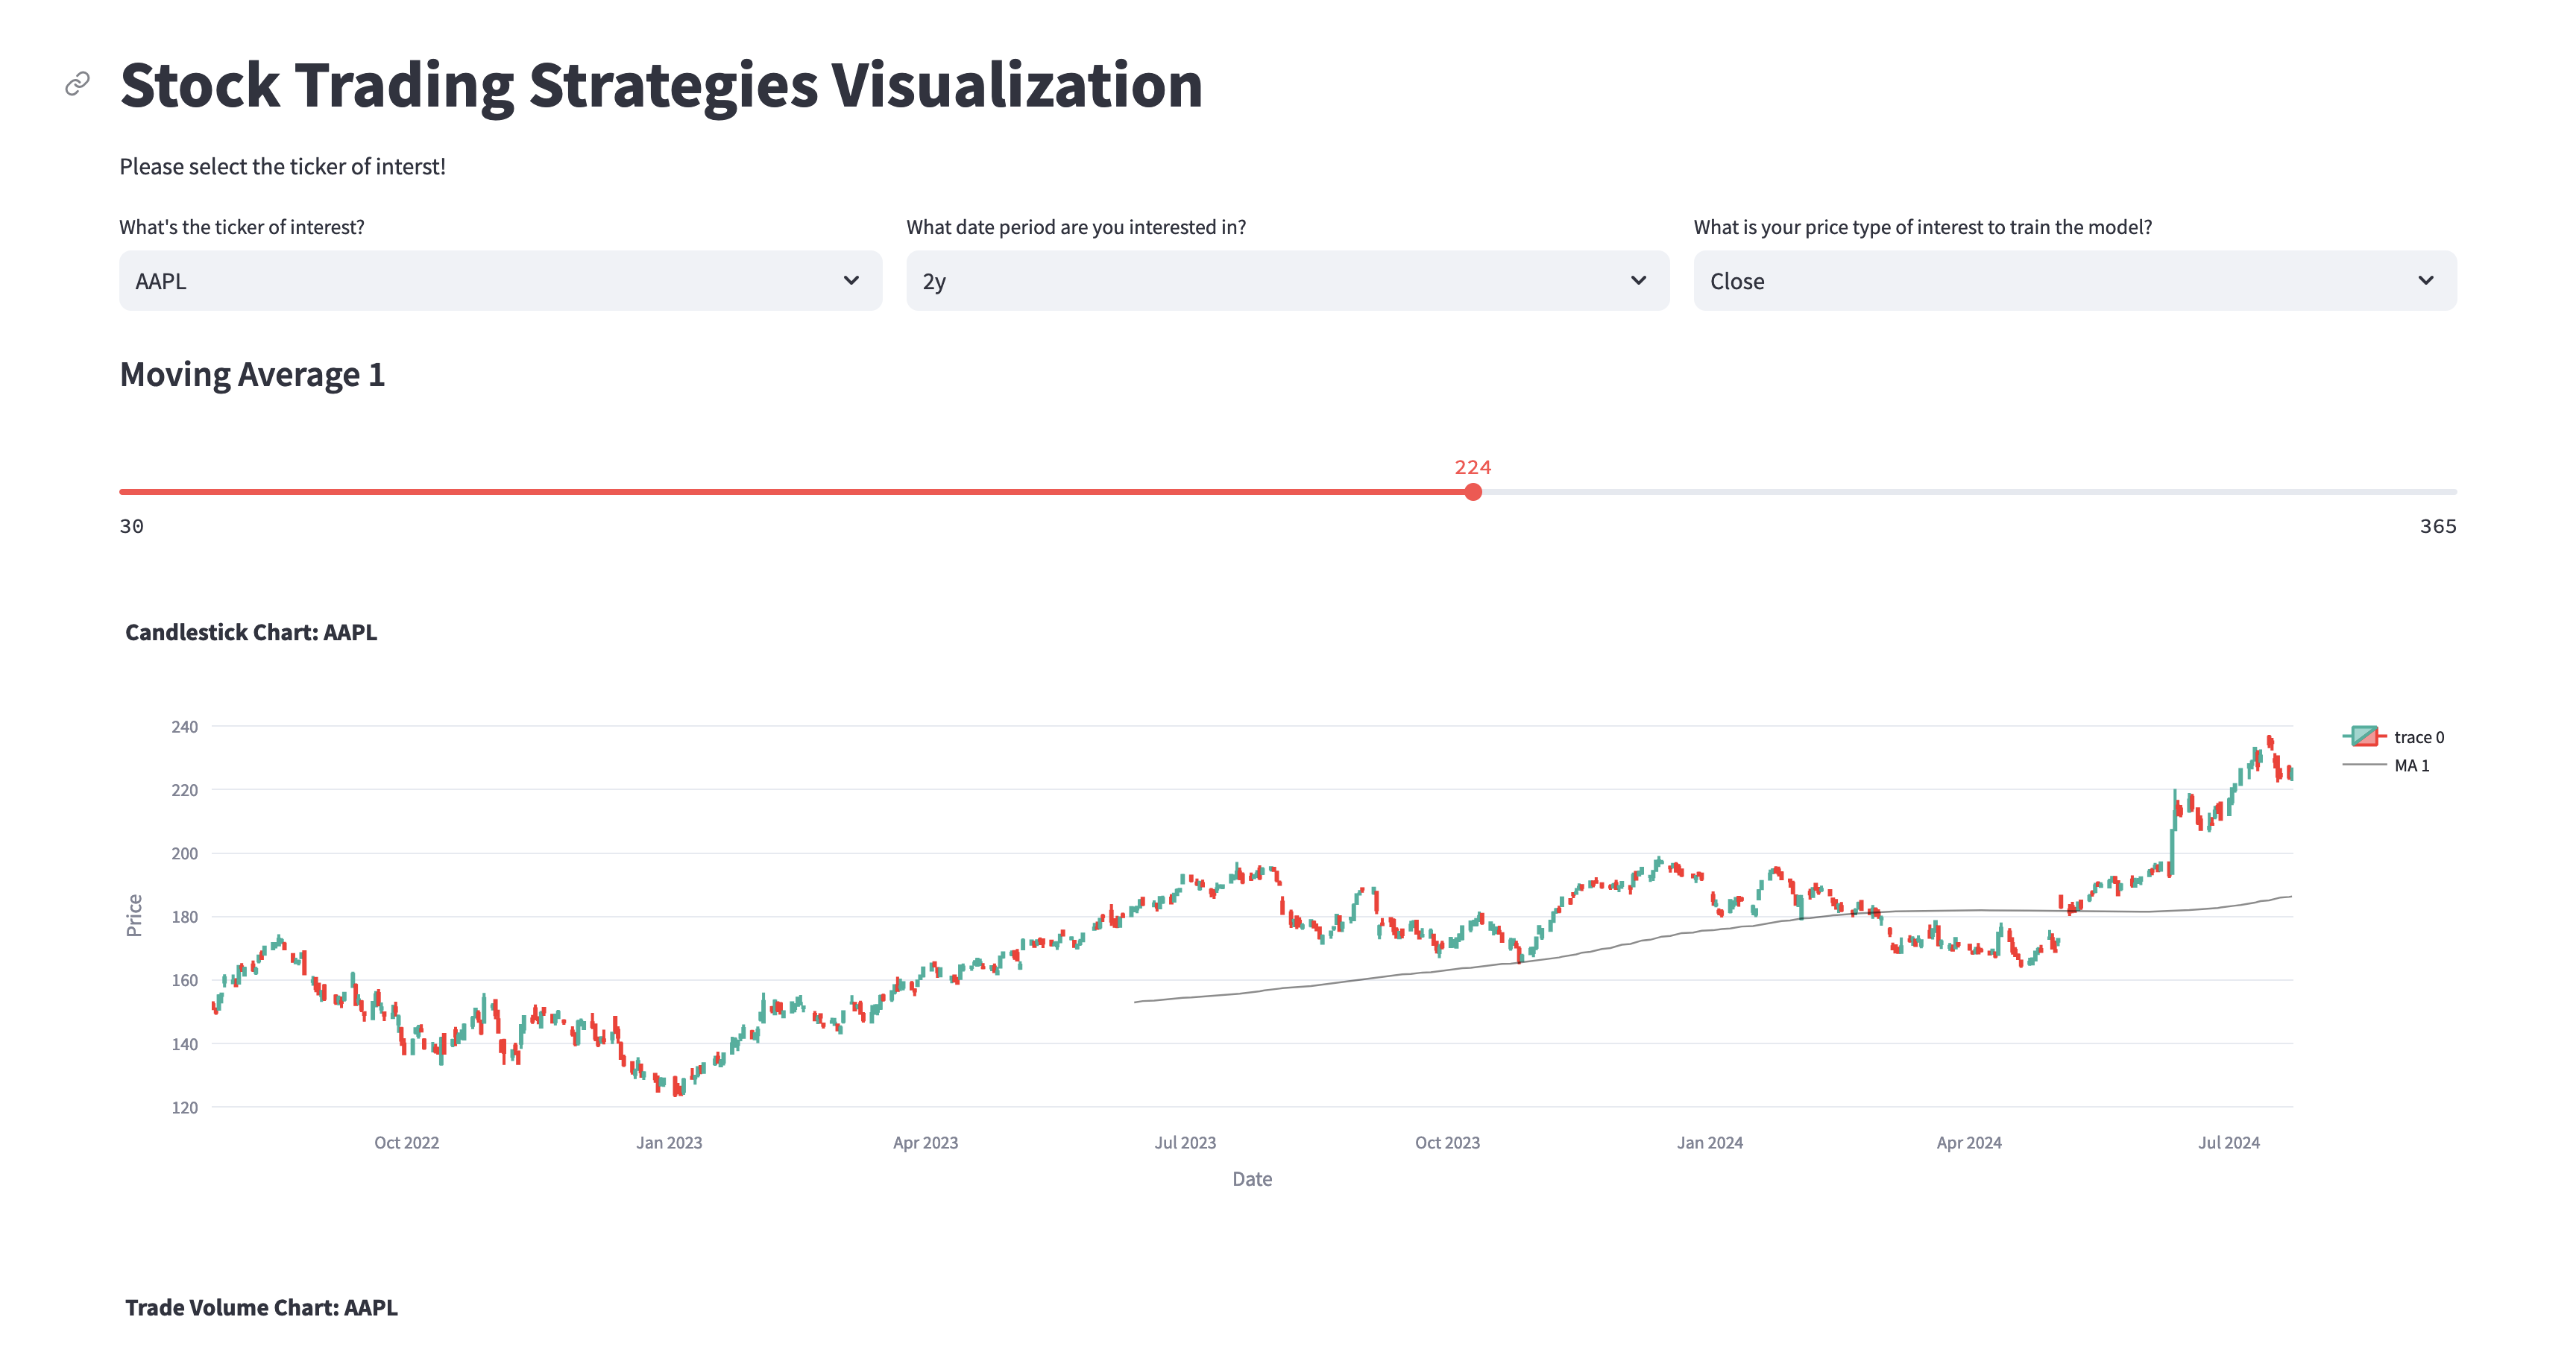 Stock Trading Strategies Visualization
Please select the ticker of interst!
What's the ticker of interest?
What date period are you interested in?
What is your price type of interest to train the model?
AAPL
2y
Close
Moving Average 1
224
30
365
Candlestick Chart: AAPL
240
220
200
180
160
140
120
Price
trace 0
MA 1
Oct 2022
Jan 2023
Apr 2023
Jul 2023
Oct 2023
Jan 2024
Apr 2024
Jul 2024
Date
Trade Volume Chart: AAPL